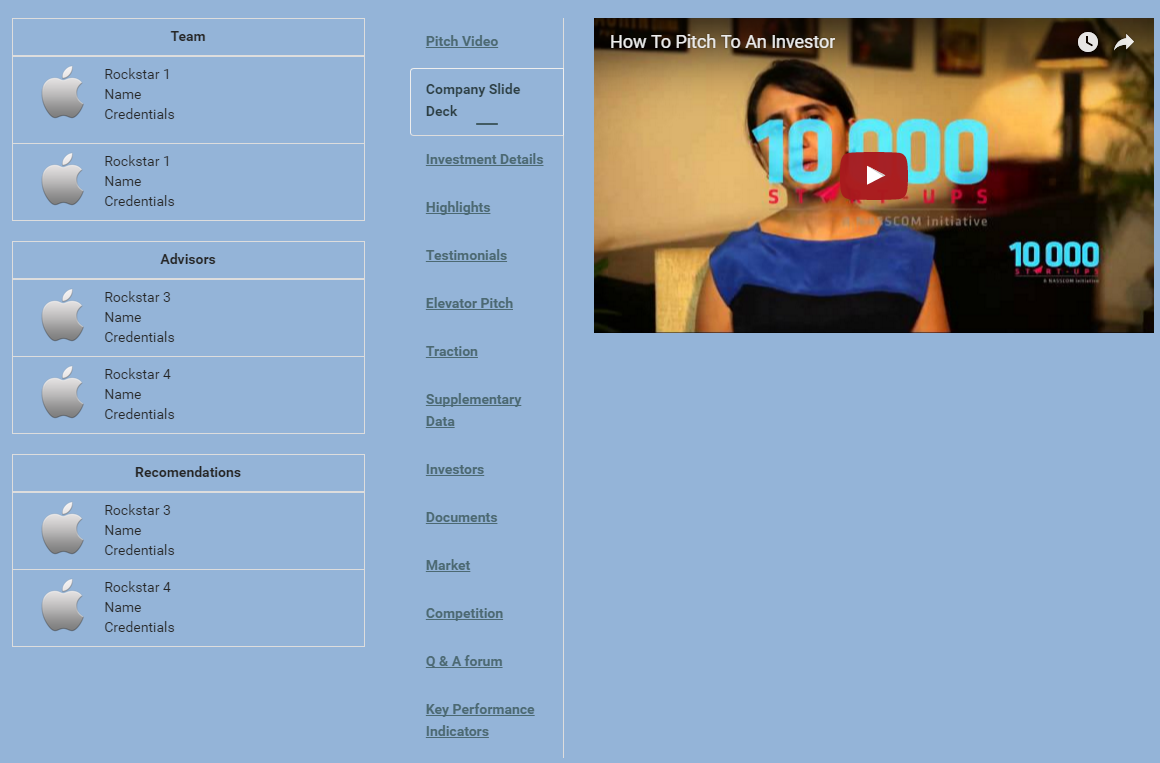 Team
Rockstar 1
Name
Credentials
Rockstar 1
Name
Credentials
Advisors
Rockstar 3
Name
Credentials
Rockstar 4
Name
Credentials
Recomendations
Rockstar 3
Name
Credentials
Rockstar 4
Name
Credentials
Pitch Video
Company Slide
Deck
Investment Details
Highlights
Testimonials
Elevator Pitch
Traction
Supplementary
Data
Investors
Documents
Market
Competition
Q & A forum
Key Performance
Indicators
How To Pitch To An Investor
10 000
START-UPS
A NASSCOM initiative
10 000
START-UPS
A NASSCOM initiative